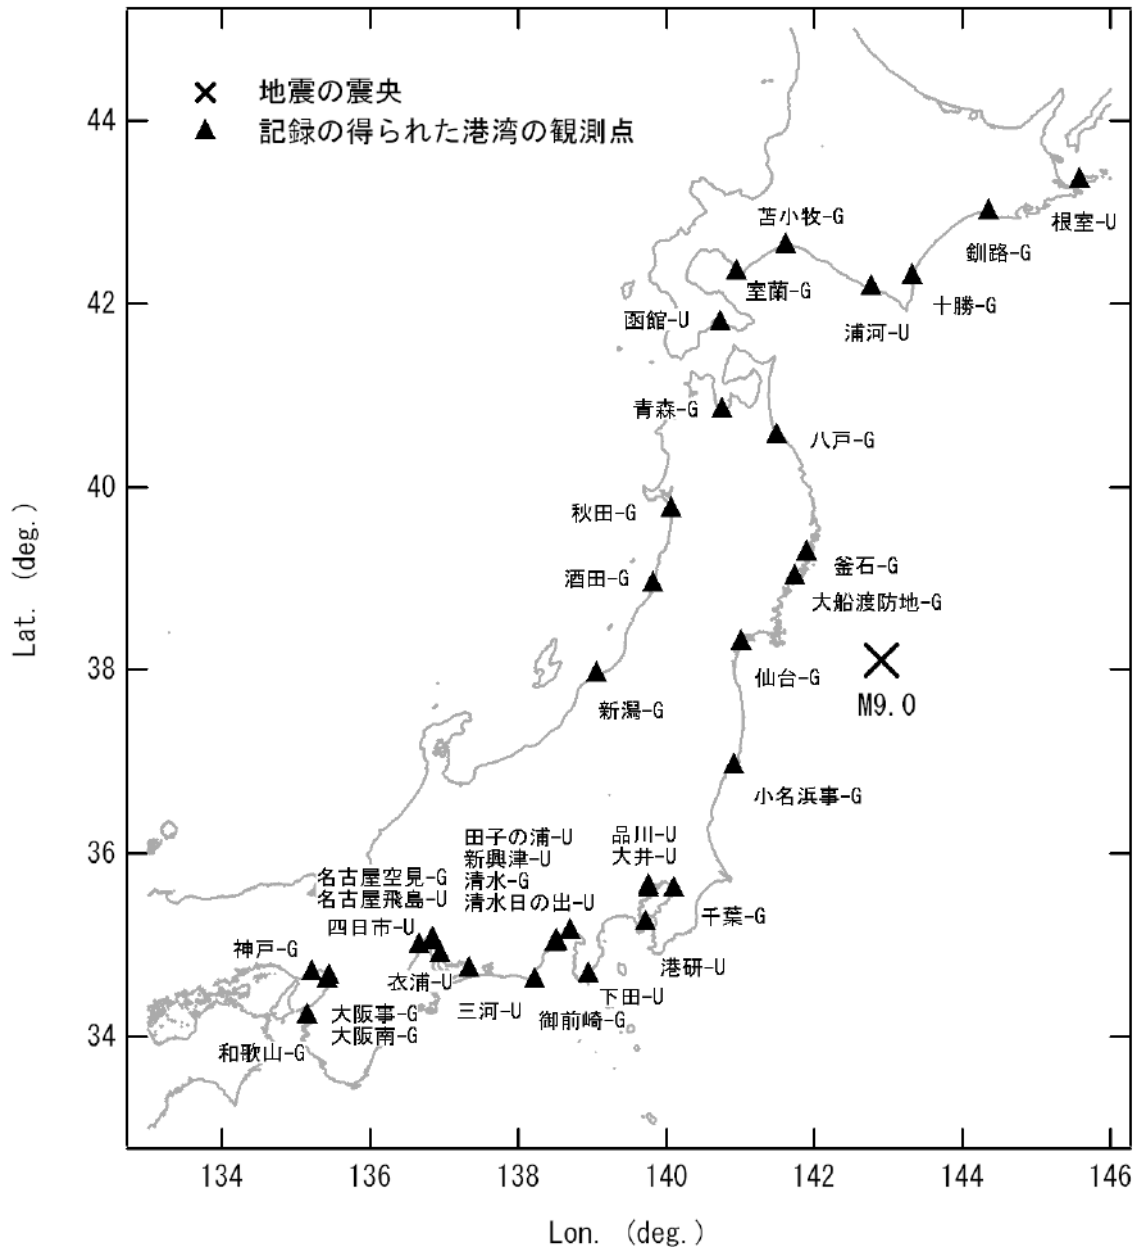 地震の震央
記録の得られた港湾の観測点
44
42
40
38
36
34
Lat. (deg.)
根室-U
苫小牧-G
釧路-G
室蘭-G
十勝-G
函館-U
浦河-U
青森-G
八戸-G
秋田-G
釜石-G
酒田-G
大船渡防地-G
仙台-G
M9.0
新潟-G
小名浜事-G
田子の浦-U
新興津-U
清水-G
清水日の出-U
品川-U
大井-U
名古屋空見-G
名古屋飛島-U
四日市-U
千葉-G
神戸-G
港研-U
衣浦-U
下田-U
三河-U
御前崎-G
大阪事-G
大阪南-G
和歌山-G
134
136
138
140
142
144
146
Lon. (deg.)